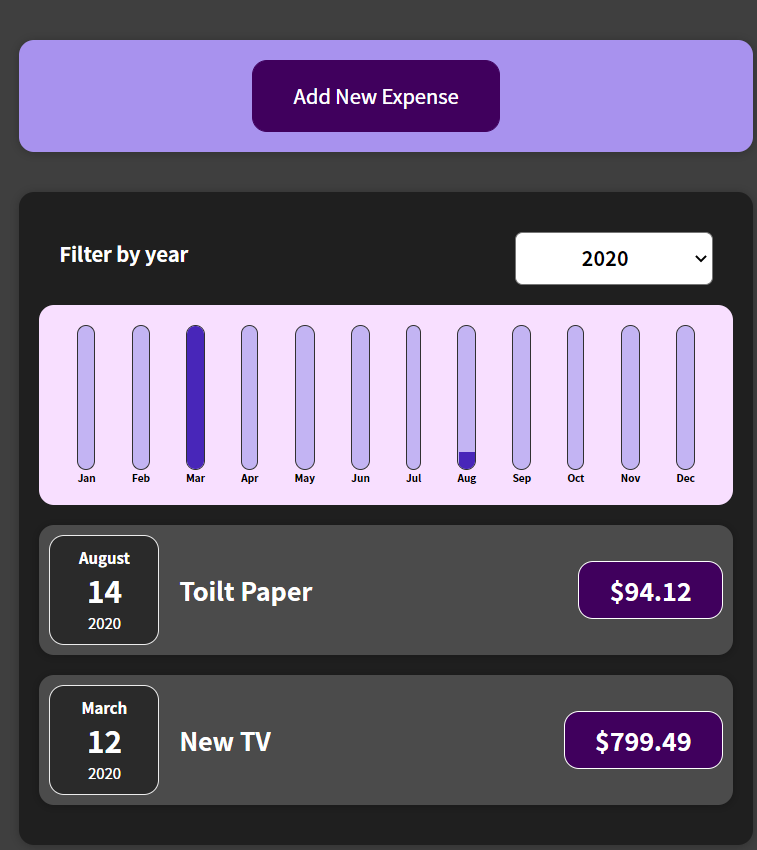 Add New Expense
Filter by year
2020
Jan Feb Mar Apr May Jun Jul Aug Sep Oct Nov Dec
August
14
2020
Toilt Paper
$94.12
March
12
2020
New TV
$799.49